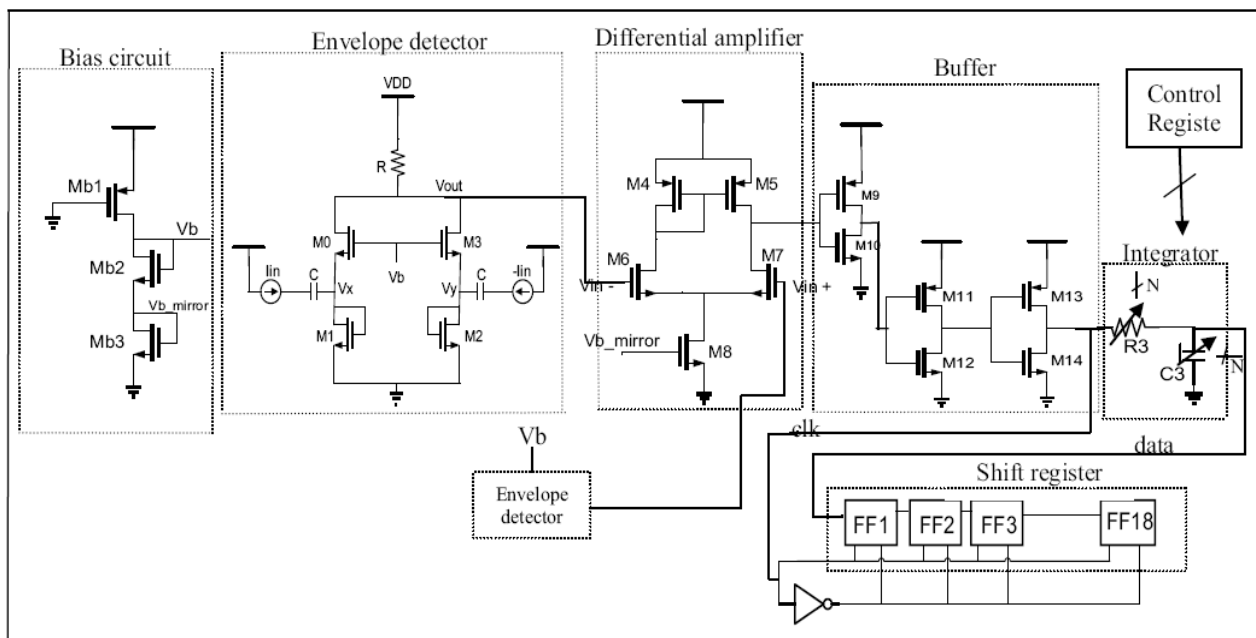 Bias circuit
Mb1
Vb
Mb2
Vb_mirror
Mb3
Envelope detector
VDD
R
Vout
M0
M3
Vb
Iin
C
Vx
Vy
C
-Iin
M1
M2
Differential amplifier
M4
M5
M6
M7
Vin -
Vin +
Vb_mirror
M8
Buffer
M9
M10
M11
M12
M13
M14
Control
Registe
Integrator
N
R3
C3
N
Vb
Envelope
detector
clk
data
Shift register
FF1
FF2
FF3
FF18